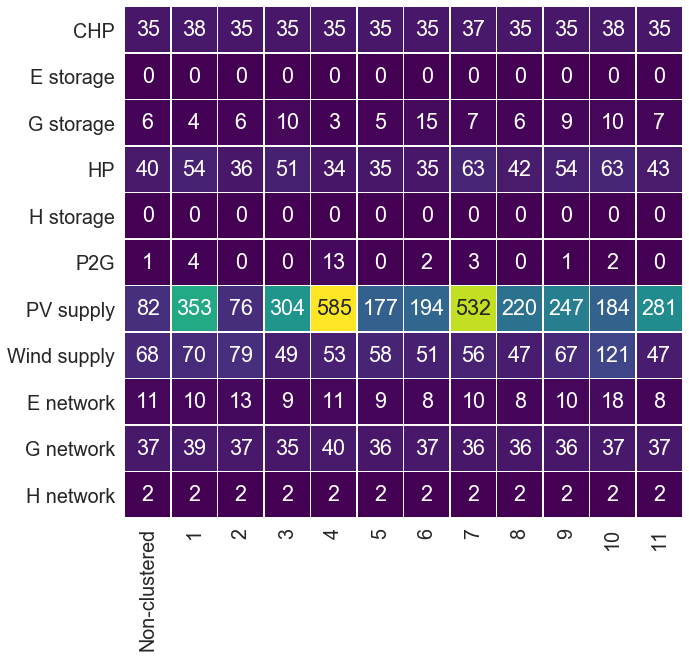 CHP 35 38 35 35 35 35 35 37 35 35 38 35
E storage 0 0 0 0 0 0 0 0 0 0 0 0
G storage 6 4 6 10 3 5 15 7 6 9 10 7
HP 40 54 36 51 34 35 35 63 42 54 63 43
H storage 0 0 0 0 0 0 0 0 0 0 0 0
P2G 1 4 0 0 13 0 2 3 0 1 2 0
PV supply 82 353 76 304 585 177 194 532 220 247 184 281
Wind supply 68 70 79 49 53 58 51 56 47 67 121 47
E network 11 10 13 9 11 9 8 10 8 10 18 8
G network 37 39 37 35 40 36 37 36 36 36 37 37
H network 2 2 2 2 2 2 2 2 2 2 2 2
Non-clustered 1 2 3 4 5 6 7 8 9 10 11